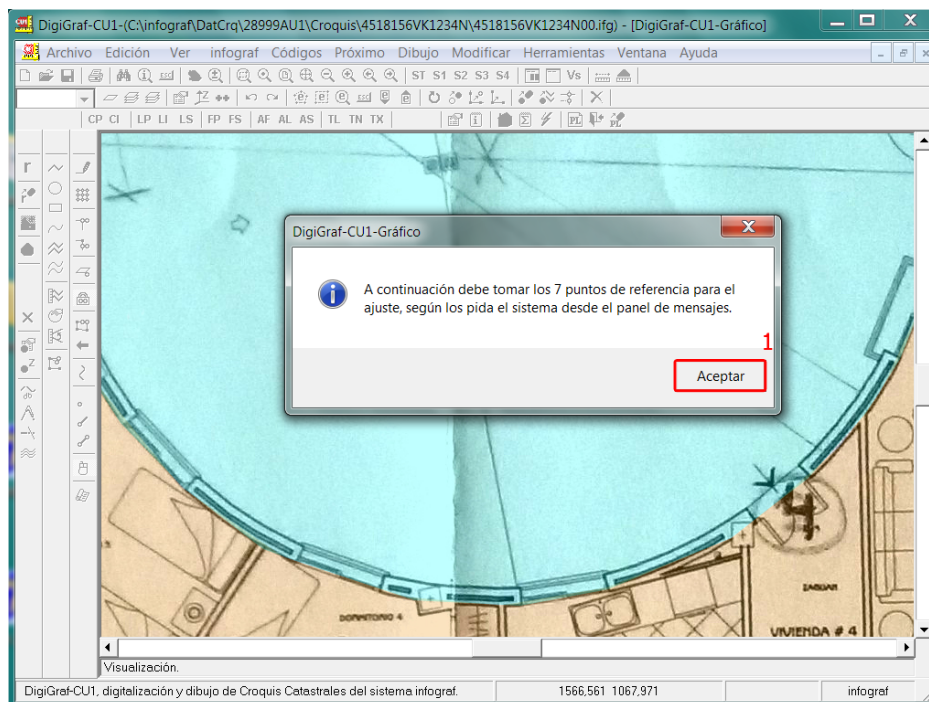 DigiGraf-CU1-(C:\infograf\DatCrq\28999AU1\Croquis\4518156VK1234N\4518156VK1234N00.ifg) - [DigiGraf-CU1-Gráfico]
Archivo Edición Ver infograf Códigos Próximo Dibujo Modificar Herramientas Ventana Ayuda
ST S1 S2 S3 S4 Vs
CP CI LP LI LS FP FS AF AL AS TL TN TX PL
DigiGraf-CU1-Gráfico
A continuación debe tomar los 7 puntos de referencia para el
ajuste, según los pida el sistema desde el panel de mensajes.
1
Aceptar
4
ZAGUAN
DORMITORIO 4
VIVIENDA # 4
Visualización.
DigiGraf-CU1, digitalización y dibujo de Croquis Catastrales del sistema infograf. 1566,561 1067,971 infograf